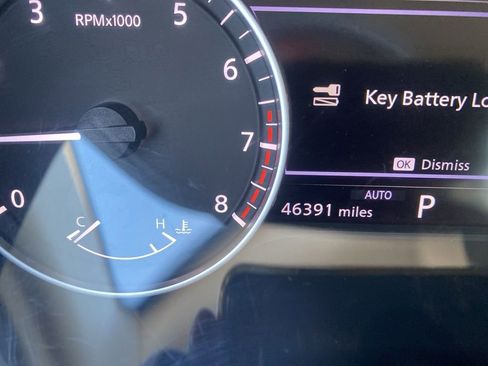 3
5
RPMx1000
6
7
0
8
C
H
Key Battery Lo
OK Dismiss
AUTO
46391 miles
P